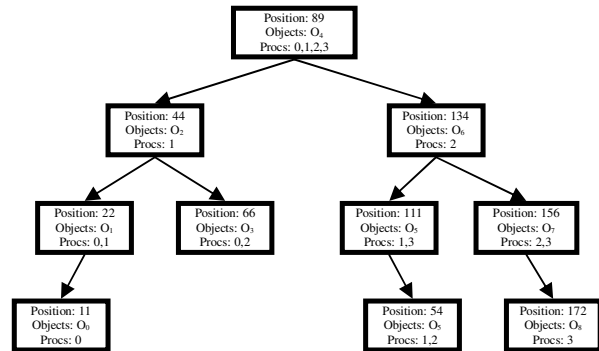 Position: 89
Objects: O₄
Procs: 0,1,2,3
Position: 44
Objects: O₂
Procs: 1
Position: 134
Objects: O₆
Procs: 2
Position: 22
Objects: O₁
Procs: 0,1
Position: 66
Objects: O₃
Procs: 0,2
Position: 111
Objects: O₅
Procs: 1,3
Position: 156
Objects: O₇
Procs: 2,3
Position: 11
Objects: O₀
Procs: 0
Position: 54
Objects: O₅
Procs: 1,2
Position: 172
Objects: O₈
Procs: 3